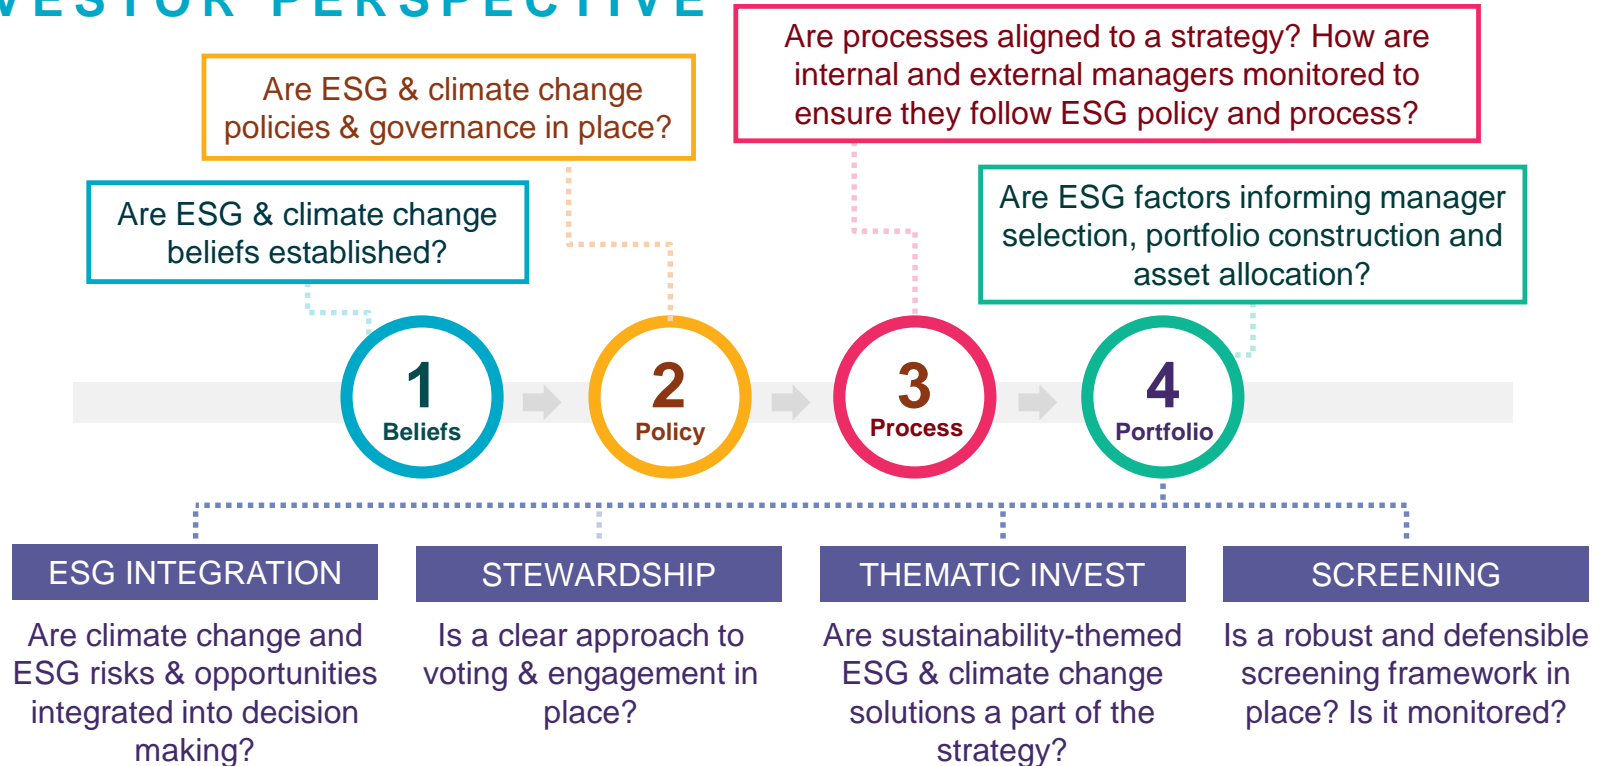 VESTOR PERSPECTIVE
Are ESG & climate change
policies & governance in place?
Are processes aligned to a strategy? How are
internal and external managers monitored to
ensure they follow ESG policy and process?
Are ESG & climate change
beliefs established?
Are ESG factors informing manager
selection, portfolio construction and
asset allocation?
1
Beliefs
2
Policy
3
Process
4
Portfolio
ESG INTEGRATION
Are climate change and
ESG risks & opportunities
integrated into decision
making?
STEWARDSHIP
Is a clear approach to
voting & engagement in
place?
THEMATIC INVEST
Are sustainability-themed
ESG & climate change
solutions a part of the
strategy?
SCREENING
Is a robust and defensible
screening framework in
place? Is it monitored?